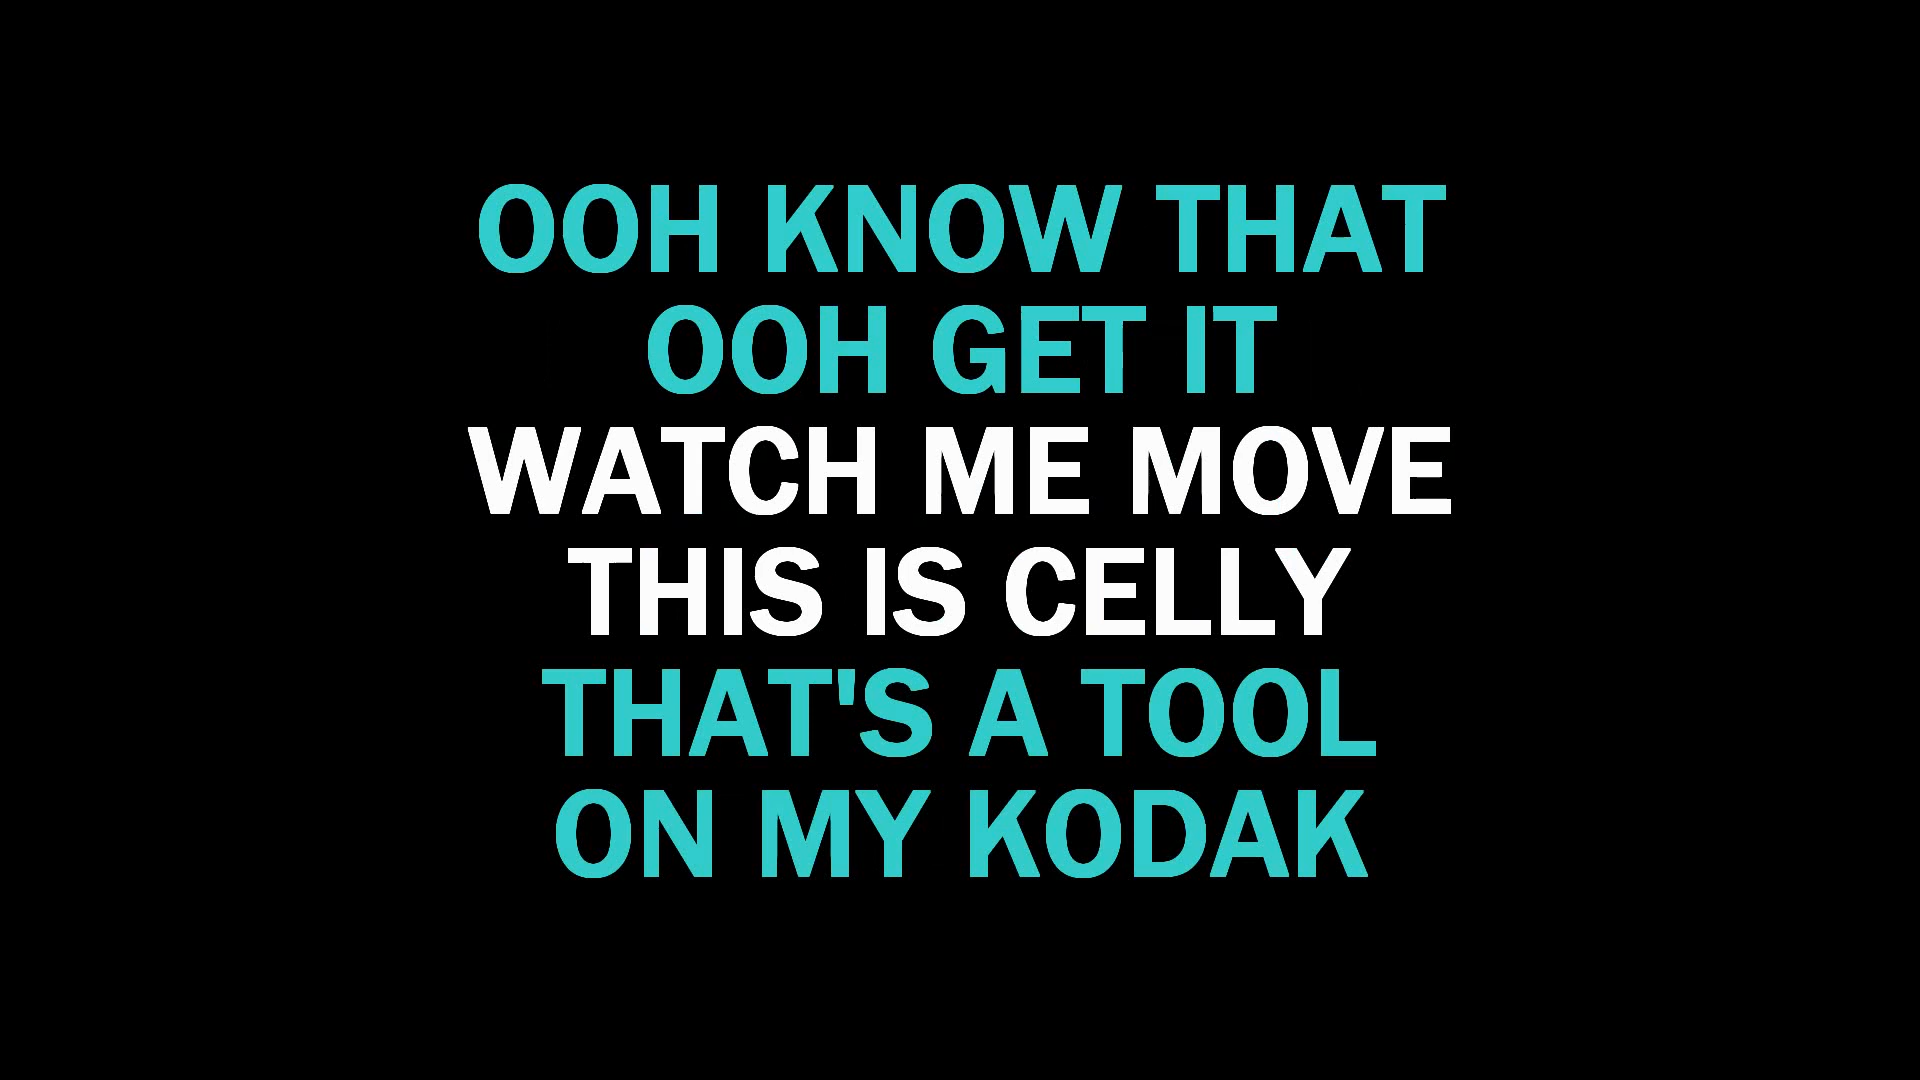 OOH KNOW THAT
OOH GET IT
WATCH ME MOVE
THIS IS CELLY
THAT'S A TOOL
ON MY KODAK